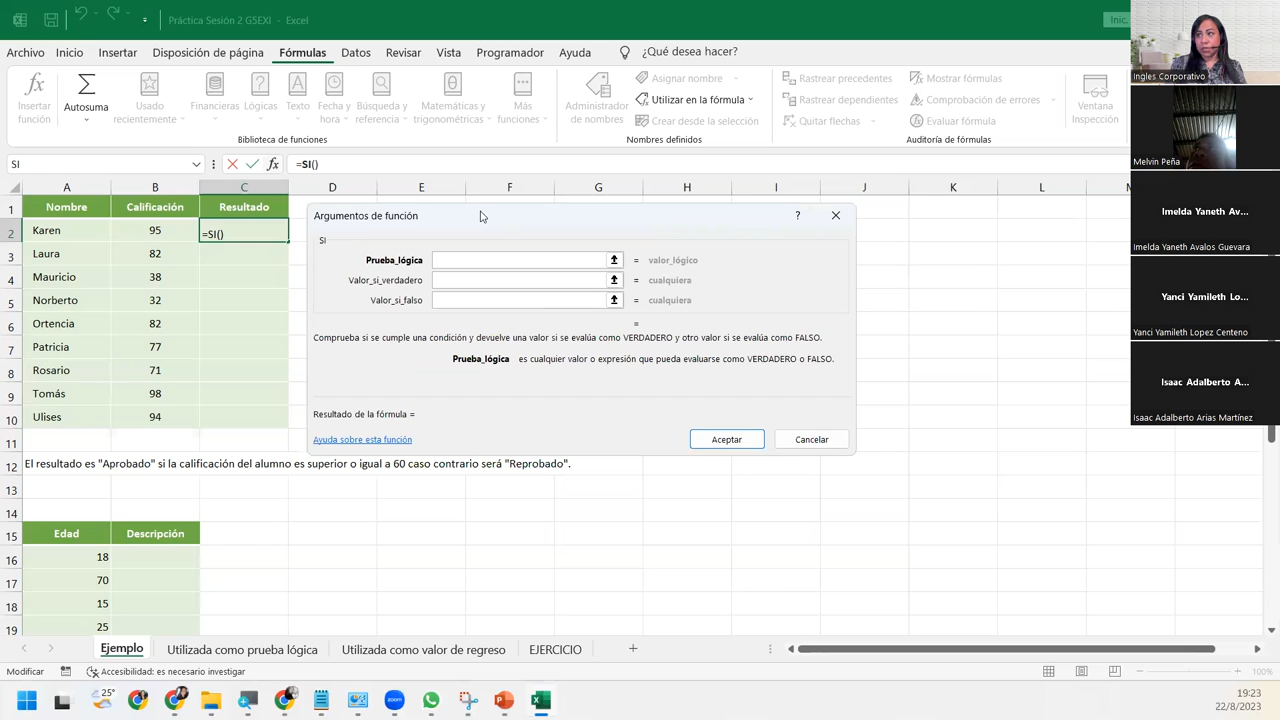 Práctica Sesión 2 G5EXI - Excel
Inic
Archivo Inicio Insertar Disposición de página Fórmulas Datos Revisar Vista Programador Ayuda ¿Qué desea hacer?
Insertar función
Autosuma
Usado recientemente
Financieras
Lógicas
Texto
Fecha y hora
Búsqueda y referencia
Matemáticas y trigonométricas
Más funciones
Biblioteca de funciones
Administrador de nombres
Asignar nombre
Utilizar en la fórmula
Crear desde la selección
Nombres definidos
Rastrear precedentes
Rastrear dependientes
Quitar flechas
Mostrar fórmulas
Comprobación de errores
Evaluar fórmula
Auditoría de fórmulas
Ventana Inspección
SI fx =SI()
A B C D E F G H I J K L
1 Nombre Calificación Resultado
2 Karen 95 =SI()
3 Laura 82
4 Mauricio 38
5 Norberto 32
6 Ortencia 82
7 Patricia 77
8 Rosario 71
9 Tomás 98
10 Ulises 94
11
12 El resultado es "Aprobado" si la calificación del alumno es superior o igual a 60 caso contrario será "Reprobado".
13
14
15 Edad Descripción
16 18
17 70
18 15
19 25
Argumentos de función ?
SI
Prueba_lógica = valor_lógico
Valor_si_verdadero = cualquiera
Valor_si_falso = cualquiera
=
Comprueba si se cumple una condición y devuelve una valor si se evalúa como VERDADERO y otro valor si se evalúa como FALSO.
Prueba_lógica es cualquier valor o expresión que pueda evaluarse como VERDADERO o FALSO.
Resultado de la fórmula =
Ayuda sobre esta función
Aceptar Cancelar
Ejemplo Utilizada como prueba lógica Utilizada como valor de regreso EJERCICIO
Modificar Accesibilidad: es necesario investigar 100%
25° 19:23
22/8/2023
Ingles Corporativo
Melvin Peña
Imelda Yaneth Av...
Imelda Yaneth Avalos Guevara
Yanci Yamileth Lo...
Yanci Yamileth Lopez Centeno
Isaac Adalberto A...
Isaac Adalberto Arias Martínez